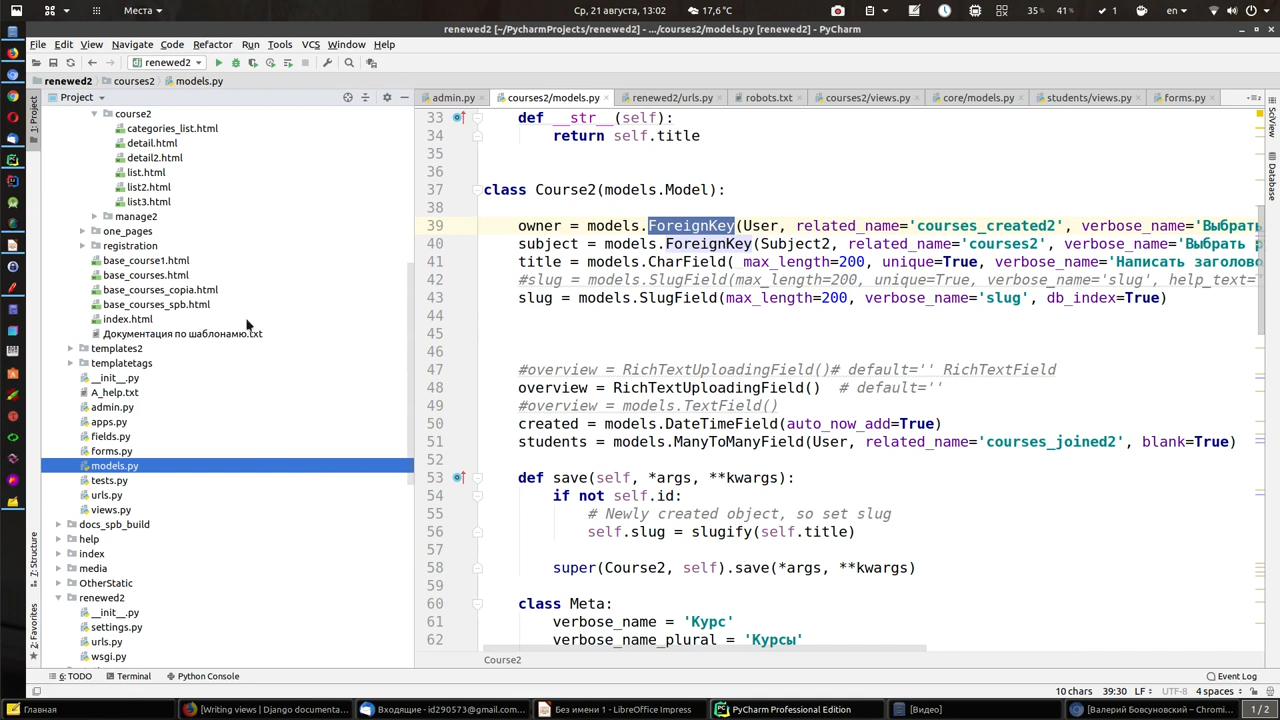 Места
Ср, 21 августа, 13:02
17,6°C
35%
41%
1
en
renewed2 [~/PycharmProjects/renewed2] - .../courses2/models.py [renewed2] - PyCharm
File Edit View Navigate Code Refactor Run Tools VCS Window Help
renewed2
renewed2 courses2 models.py
Project
admin.py courses2/models.py renewed2/urls.py robots.txt courses2/views.py core/models.py students/views.py forms.py
1: Project
7: Structure
2: Favorites
SciView
Database
course2
categories_list.html
detail.html
detail2.html
list.html
list2.html
list3.html
manage2
one_pages
registration
base_course1.html
base_courses.html
base_courses_copia.html
base_courses_spb.html
index.html
Документация по шаблонамю.txt
templates2
templatetags
__init__.py
A_help.txt
admin.py
apps.py
fields.py
forms.py
models.py
tests.py
urls.py
views.py
docs_spb_build
help
index
media
OtherStatic
renewed2
__init__.py
settings.py
urls.py
wsgi.py
33 def __str__(self):
34 return self.title
35
36
37 class Course2(models.Model):
38
39 owner = models.ForeignKey(User, related_name='courses_created2', verbose_name='Выбрать
40 subject = models.ForeignKey(Subject2, related_name='courses2', verbose_name='Выбрать
41 title = models.CharField( max_length=200, unique=True, verbose_name='Написать заголово
42 #slug = models.SlugField(max_length=200, unique=True, verbose_name='slug', help_text=
43 slug = models.SlugField(max_length=200, verbose_name='slug', db_index=True)
44
45
46
47 #overview = RichTextUploadingField()# default='' RichTextField
48 overview = RichTextUploadingField() # default=''
49 #overview = models.TextField()
50 created = models.DateTimeField(auto_now_add=True)
51 students = models.ManyToManyField(User, related_name='courses_joined2', blank=True)
52
53 def save(self, *args, **kwargs):
54 if not self.id:
55 # Newly created object, so set slug
56 self.slug = slugify(self.title)
57
58 super(Course2, self).save(*args, **kwargs)
59
60 class Meta:
61 verbose_name = 'Курс'
62 verbose_name_plural = 'Курсы'
Course2
6: TODO Terminal Python Console Event Log
10 chars 39:30 LF UTF-8 4 spaces
Главная [Writing views | Django documenta... Входящие - id290573@gmail.com... Без имени 1 - LibreOffice Impress PyCharm Professional Edition [Видео] [Валерий Бовсуновский – Chromi... 1 / 2